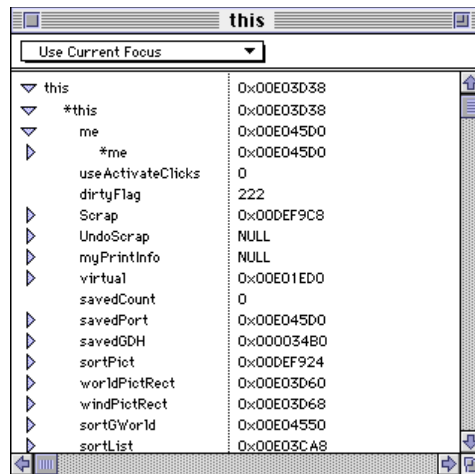 this
Use Current Focus
this 0x00E03D38
*this 0x00E03D38
me 0x00E045D0
*me 0x00E045D0
useActivateClicks 0
dirtyFlag 222
Scrap 0x00DEF9C8
UndoScrap NULL
myPrintInfo NULL
virtual 0x00E01ED0
savedCount 0
savedPort 0x00E045D0
savedGDH 0x000034B0
sortPict 0x00DEF924
worldPictRect 0x00E03D60
windPictRect 0x00E03D68
sortGWorld 0x00E04550
sortList 0x00E03CA8